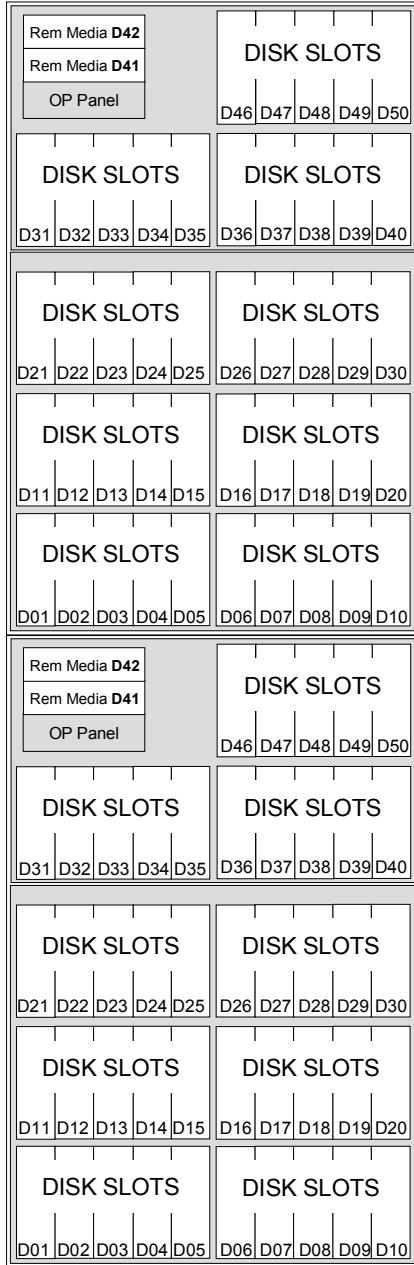 Rem Media D42
Rem Media D41
OP Panel
DISK SLOTS
D46 D47 D48 D49 D50
DISK SLOTS DISK SLOTS
D31 D32 D33 D34 D35 D36 D37 D38 D39 D40
DISK SLOTS DISK SLOTS
D21 D22 D23 D24 D25 D26 D27 D28 D29 D30
DISK SLOTS DISK SLOTS
D11 D12 D13 D14 D15 D16 D17 D18 D19 D20
DISK SLOTS DISK SLOTS
D01 D02 D03 D04 D05 D06 D07 D08 D09 D10
Rem Media D42
Rem Media D41
OP Panel
DISK SLOTS
D46 D47 D48 D49 D50
DISK SLOTS DISK SLOTS
D31 D32 D33 D34 D35 D36 D37 D38 D39 D40
DISK SLOTS DISK SLOTS
D21 D22 D23 D24 D25 D26 D27 D28 D29 D30
DISK SLOTS DISK SLOTS
D11 D12 D13 D14 D15 D16 D17 D18 D19 D20
DISK SLOTS DISK SLOTS
D01 D02 D03 D04 D05 D06 D07 D08 D09 D10